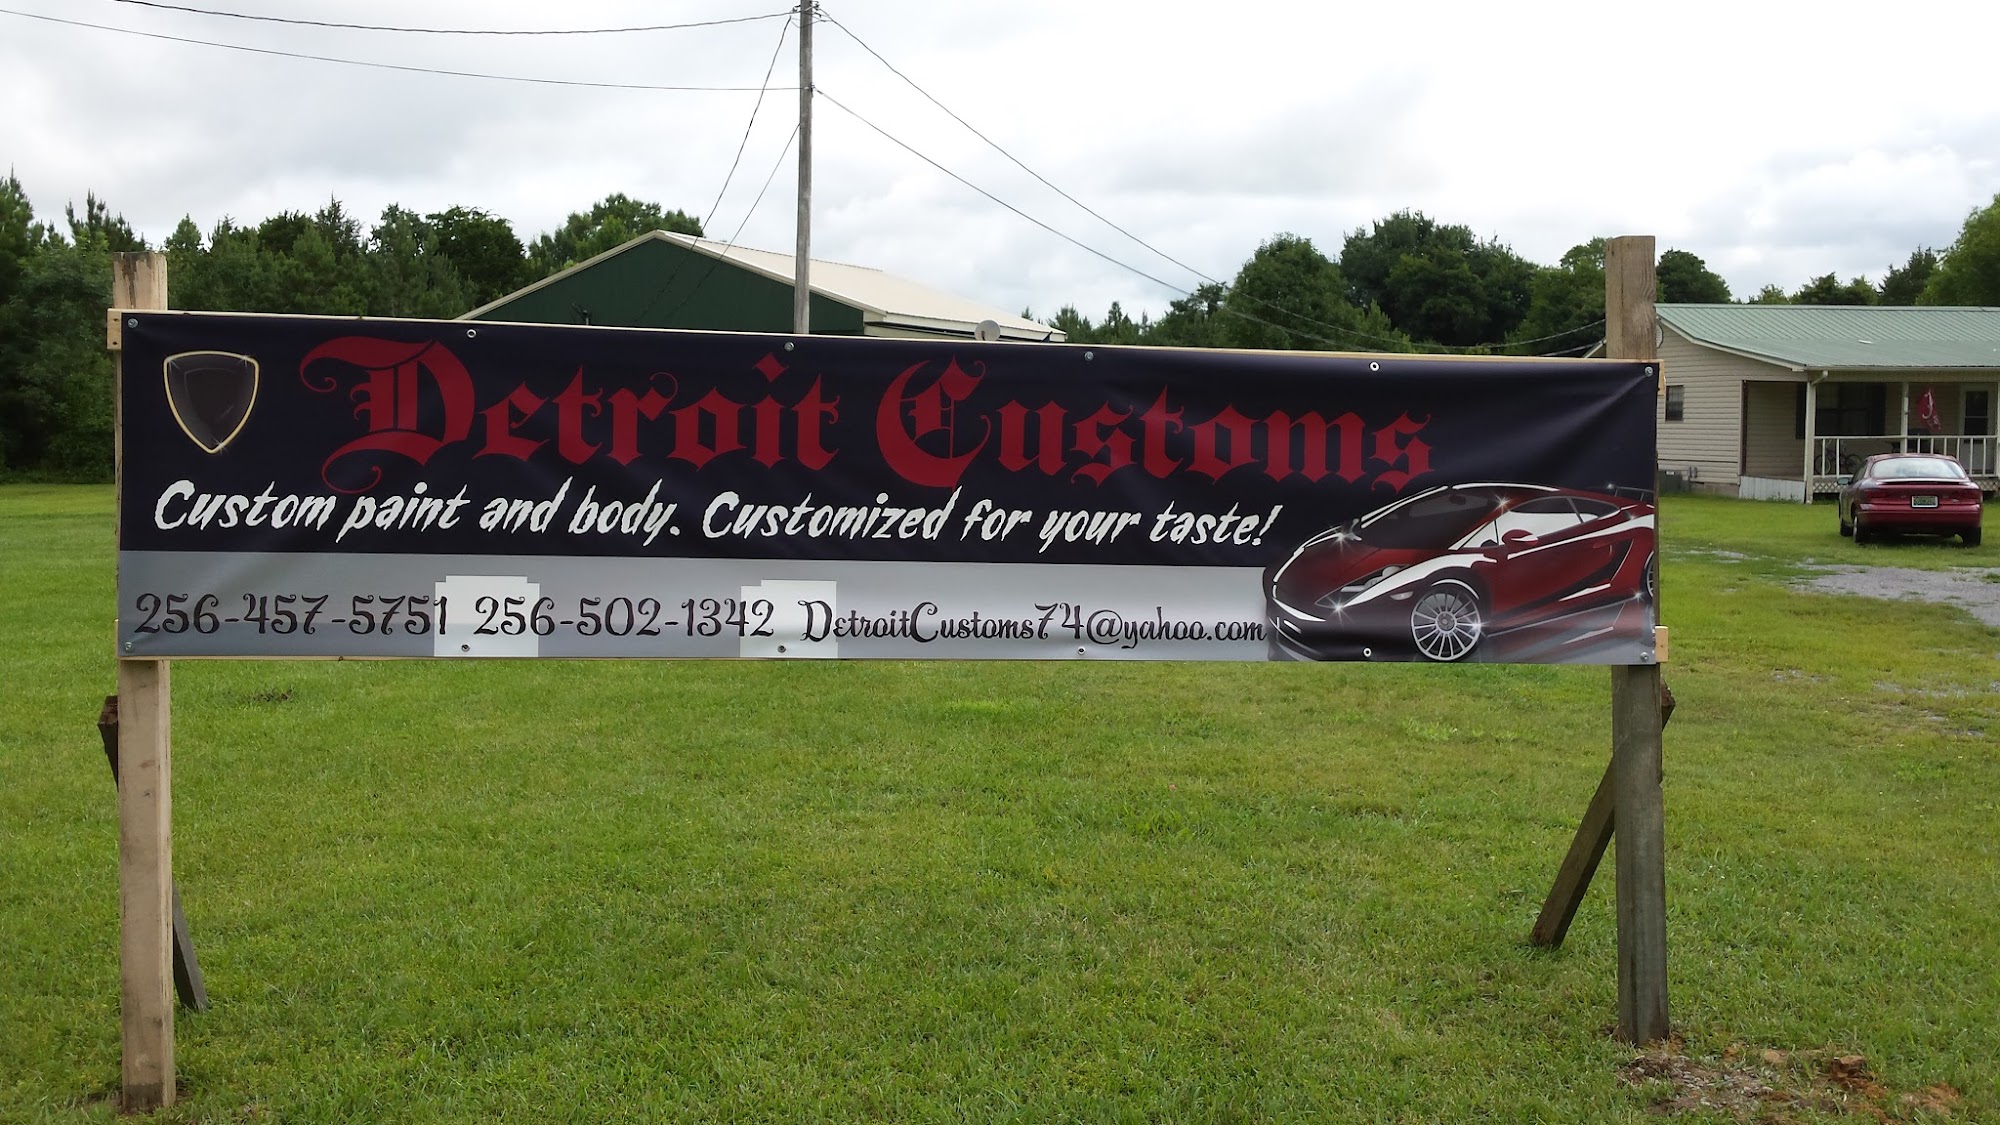 Detroit Customs
Custom paint and body. Customized for your taste!
256-457-5751 256-502-1342 DetroitCustoms74@yahoo.com